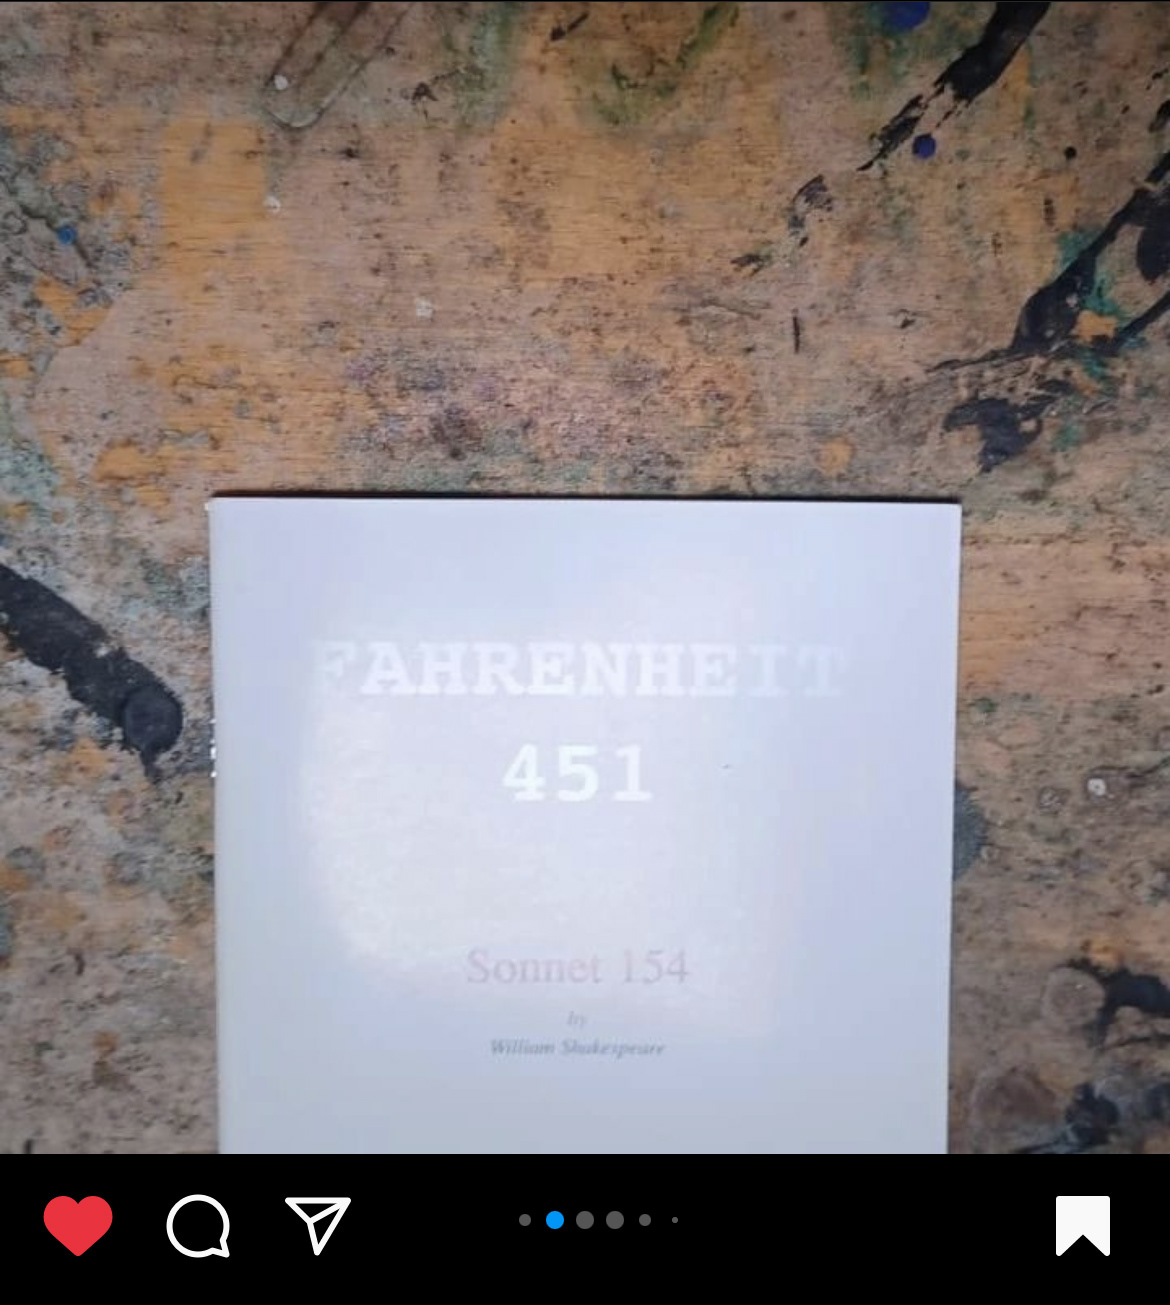 FAHRENHEIT
451
Sonnet 154
by
William Shakespeare